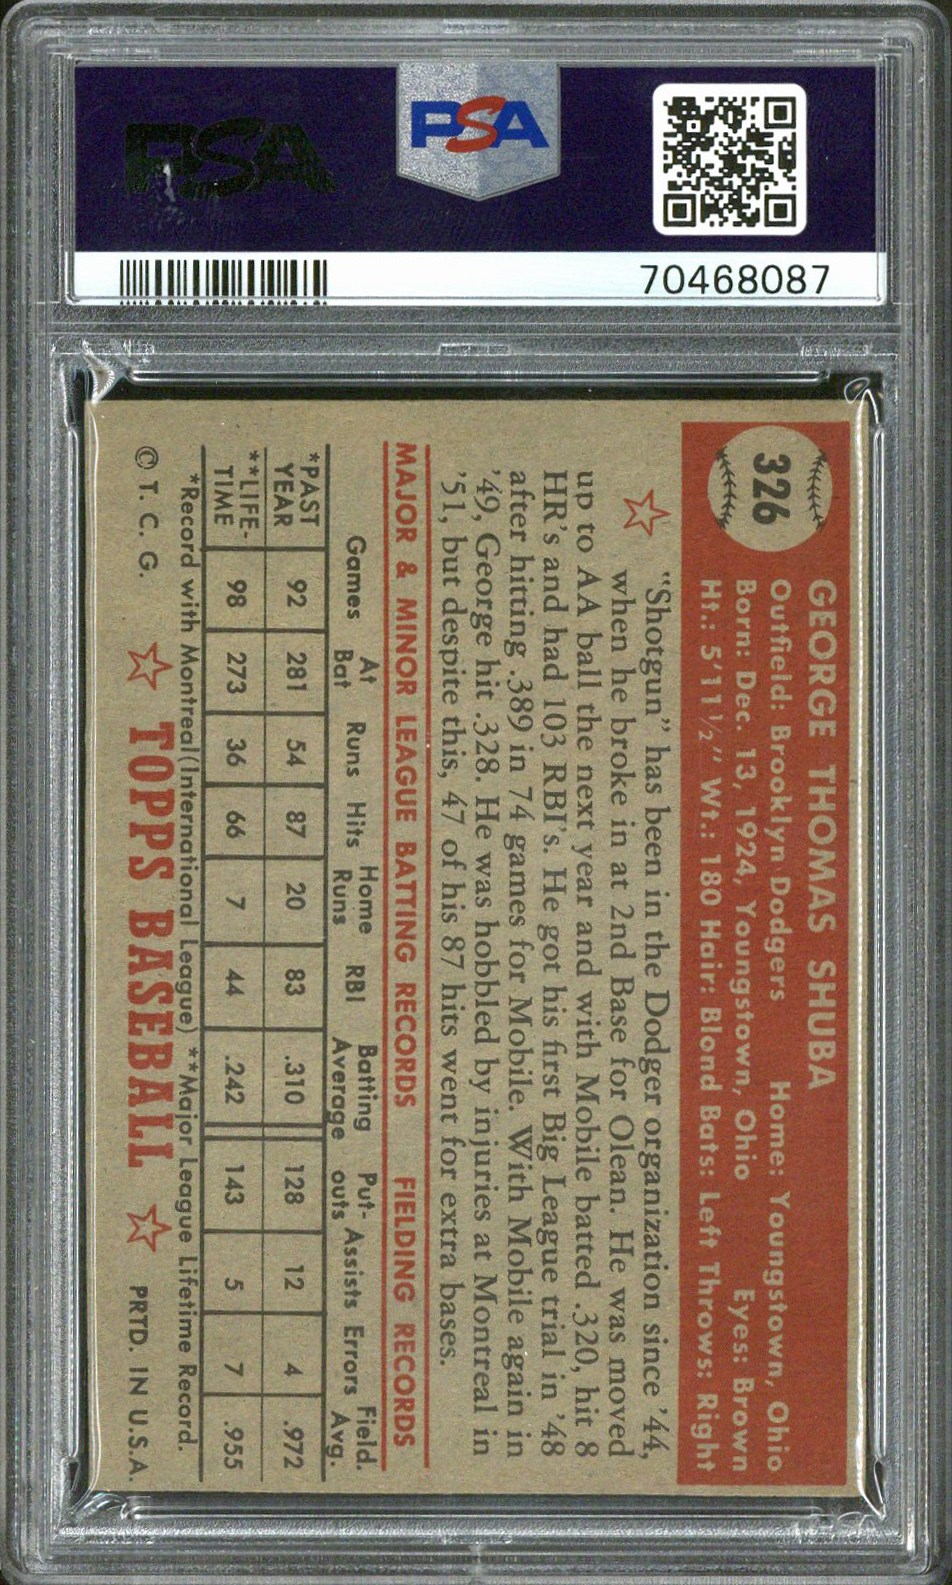 PSA
PSA
70468087
326
GEORGE THOMAS SHUBA
Outfield: Brooklyn Dodgers Home: Youngstown, Ohio
Born: Dec. 13, 1924, Youngstown, Ohio Eyes: Brown
Ht.: 5'11½" Wt.: 180 Hair: Blond Bats: Left Throws: Right
"Shotgun" has been in the Dodger organization since '44,
when he broke in at 2nd Base for Olean. He was moved
up to AA ball the next year and with Mobile batted .320, hit 8
HR's and had 103 RBI's. He got his first Big League trial in '48
after hitting .389 in 74 games for Mobile. With Mobile again in
'49, George hit .328. He was hobbled by injuries at Montreal in
'51, but despite this, 47 of his 87 hits went for extra bases.
MAJOR & MINOR LEAGUE BATTING RECORDS FIELDING RECORDS
Games At Bat Runs Hits Home Runs RBI Batting Average Put-outs Assists Errors Field. Avg.
*PAST YEAR 92 281 54 87 20 83 .310 128 12 4 .972
**LIFE-TIME 98 273 36 66 7 44 .242 143 5 7 .955
*Record with Montreal (International League) **Major League Lifetime Record.
© T. C. G. TOPPS BASEBALL PRTD. IN U.S.A.